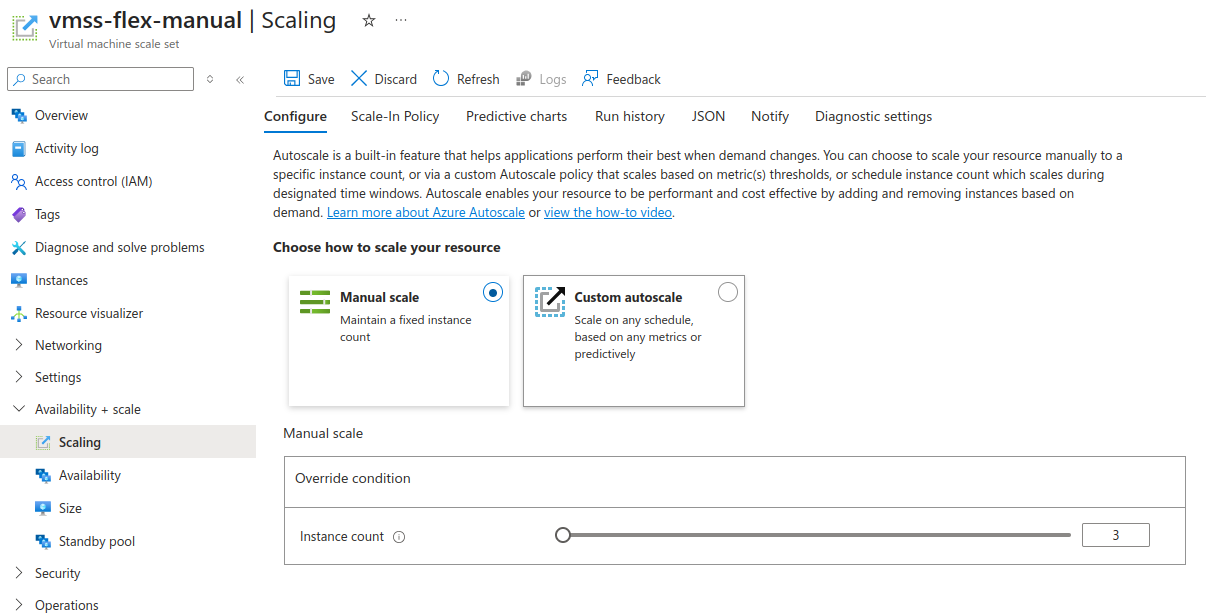 vmss-flex-manual | Scaling
Virtual machine scale set
Search
Overview
Activity log
Access control (IAM)
Tags
Diagnose and solve problems
Instances
Resource visualizer
Networking
Settings
Availability + scale
Scaling
Availability
Size
Standby pool
Security
Operations
Save Discard Refresh Logs Feedback
Configure Scale-In Policy Predictive charts Run history JSON Notify Diagnostic settings
Autoscale is a built-in feature that helps applications perform their best when demand changes. You can choose to scale your resource manually to a
specific instance count, or via a custom Autoscale policy that scales based on metric(s) thresholds, or schedule instance count which scales during
designated time windows. Autoscale enables your resource to be performant and cost effective by adding and removing instances based on
demand. Learn more about Azure Autoscale or view the how-to video.
Choose how to scale your resource
Manual scale
Maintain a fixed instance
count
Custom autoscale
Scale on any schedule,
based on any metrics or
predictively
Manual scale
Override condition
Instance count 3